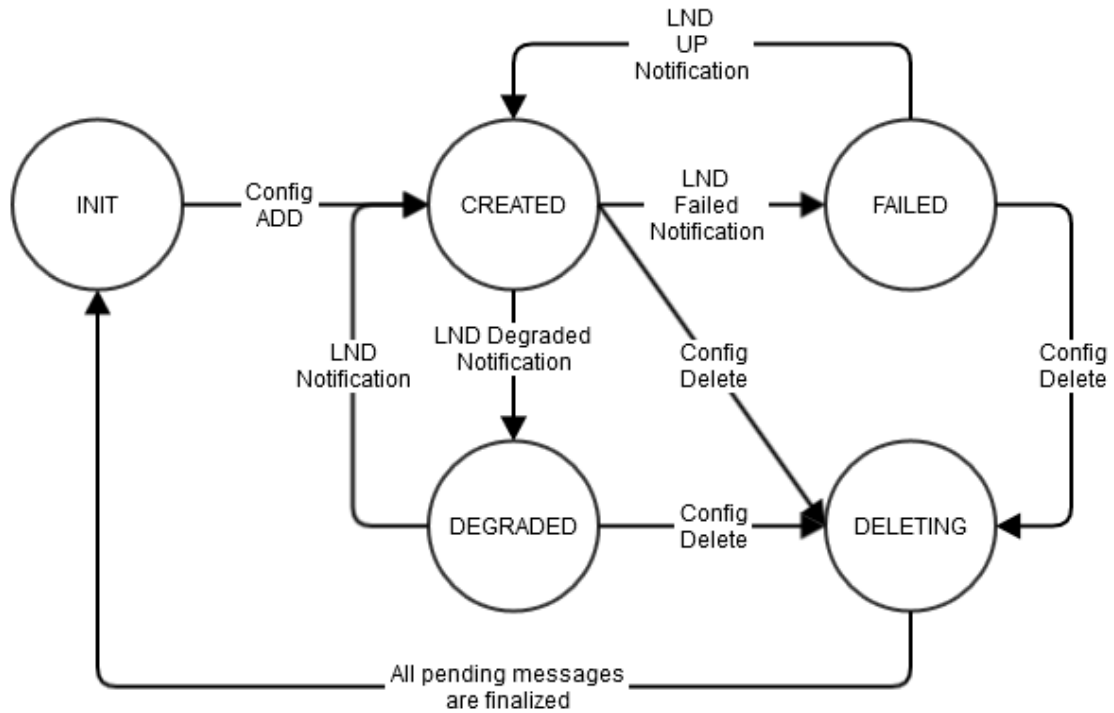 LND
UP
Notification
INIT
Config
ADD
CREATED
LND
Failed
Notification
FAILED
LND
Notification
LND Degraded
Notification
Config
Delete
Config
Delete
DEGRADED
Config
Delete
DELETING
All pending messages
are finalized